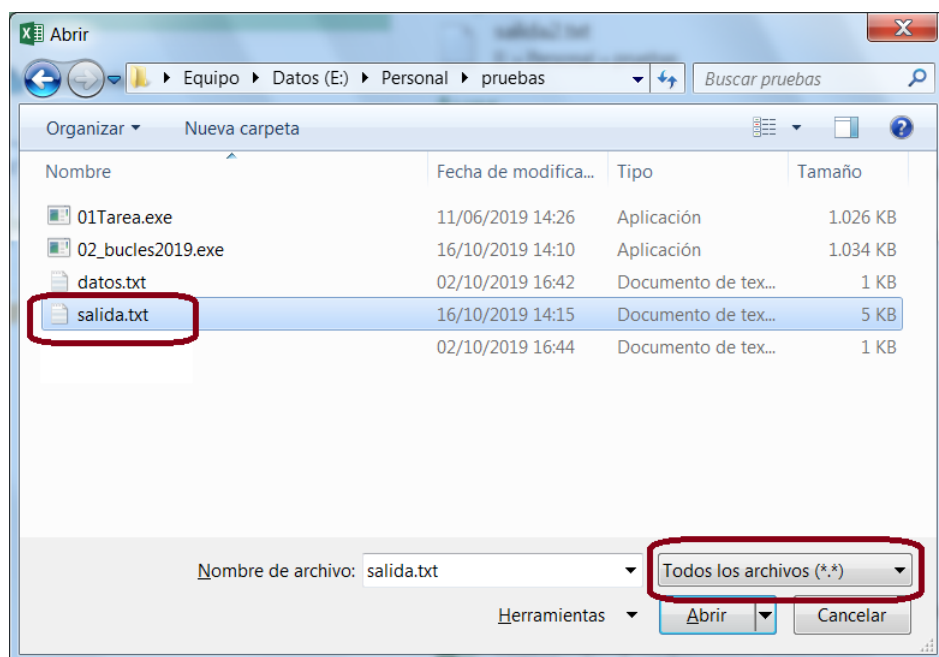 Abrir
salida2.txt
Equipo Datos (E:) Personal pruebas Buscar pruebas
Organizar Nueva carpeta
Nombre Fecha de modifica... Tipo Tamaño
01Tarea.exe 11/06/2019 14:26 Aplicación 1.026 KB
02_bucles2019.exe 16/10/2019 14:10 Aplicación 1.034 KB
datos.txt 02/10/2019 16:42 Documento de tex... 1 KB
salida.txt 16/10/2019 14:15 Documento de tex... 5 KB
02/10/2019 16:44 Documento de tex... 1 KB
Nombre de archivo: salida.txt Todos los archivos (*.*)
Herramientas Abrir Cancelar